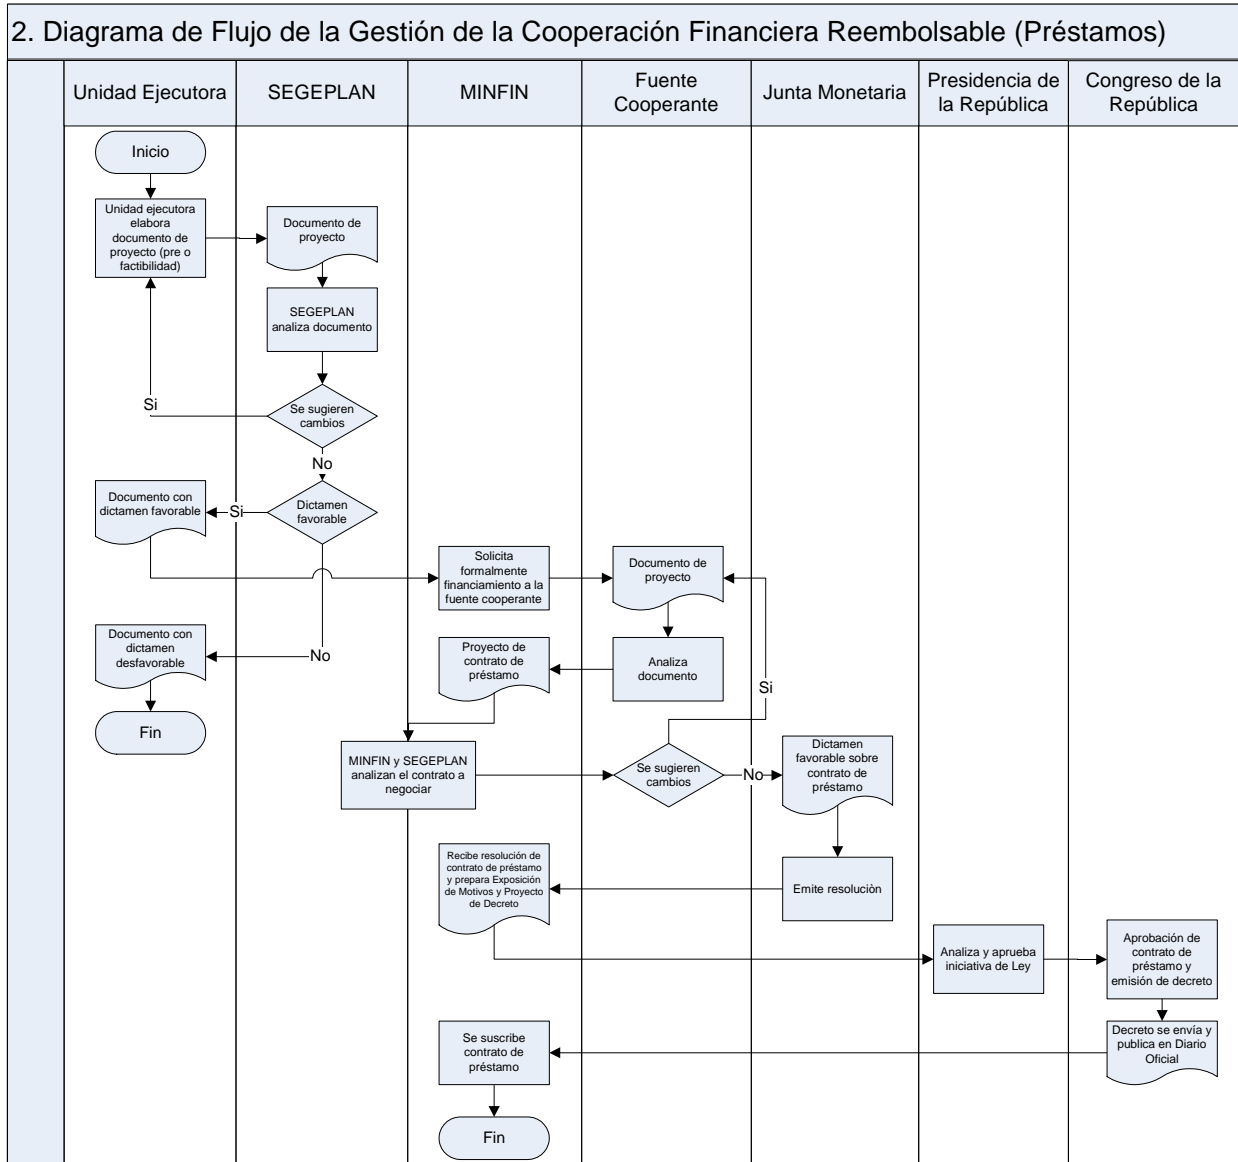 2. Diagrama de Flujo de la Gestión de la Cooperación Financiera Reembolsable (Préstamos)
Unidad Ejecutora
SEGEPLAN
MINFIN
Fuente
Cooperante
Junta Monetaria
Presidencia de
la República
Congreso de la
República
Inicio
Unidad ejecutora
elabora
documento de
proyecto (pre o
factibilidad)
Documento de
proyecto
SEGEPLAN
analiza documento
Se sugieren
cambios
Si
No
Dictamen
favorable
Si
Documento con
dictamen favorable
Solicita
formalmente
financiamiento a la
fuente cooperante
Documento de
proyecto
No
Documento con
dictamen
desfavorable
Fin
Analiza
documento
Proyecto de
contrato de
préstamo
MINFIN y SEGEPLAN
analizan el contrato a
negociar
Se sugieren
cambios
Si
No
Dictamen
favorable sobre
contrato de
préstamo
Emite resoluciòn
Recibe resolución de
contrato de préstamo
y prepara Exposición
de Motivos y Proyecto
de Decreto
Analiza y aprueba
iniciativa de Ley
Aprobación de
contrato de
préstamo y
emisión de decreto
Decreto se envía y
publica en Diario
Oficial
Se suscribe
contrato de
préstamo
Fin